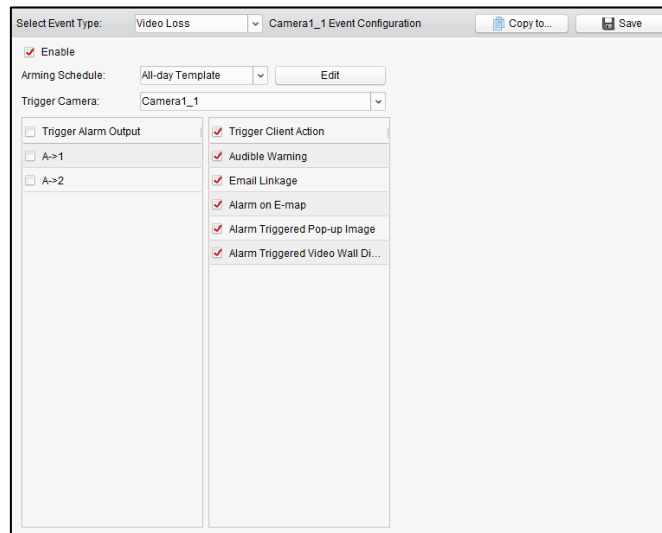 Select Event Type: Video Loss Camera1_1 Event Configuration Copy to... Save
Enable
Arming Schedule: All-day Template Edit
Trigger Camera: Camera1_1
Trigger Alarm Output Trigger Client Action
A->1 Audible Warning
A->2 Email Linkage
Alarm on E-map
Alarm Triggered Pop-up Image
Alarm Triggered Video Wall Di...